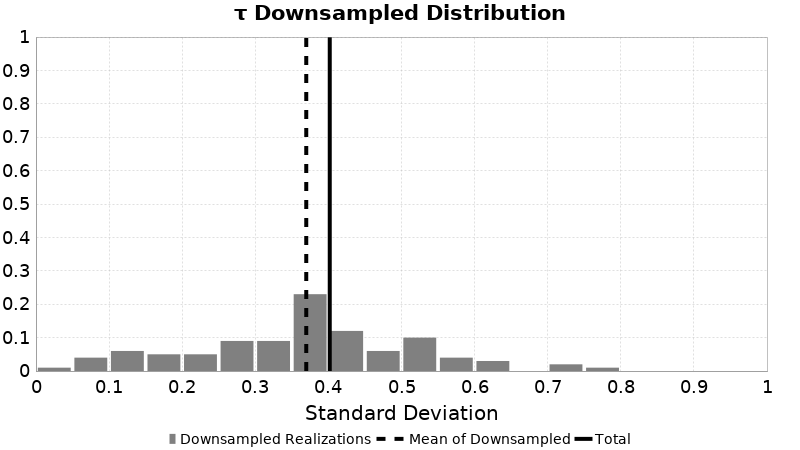 τ Downsampled Distribution
1
0.9
0.8
0.7
0.6
0.5
0.4
0.3
0.2
0.1
0
0 0.1 0.2 0.3 0.4 0.5 0.6 0.7 0.8 0.9 1
Standard Deviation
Downsampled Realizations Mean of Downsampled Total